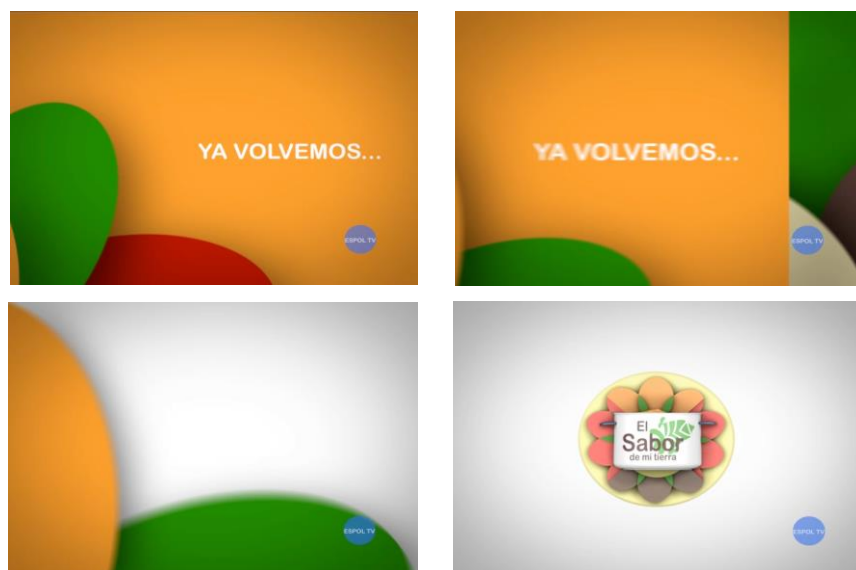 YA VOLVEMOS...
ESPOL TV
YA VOLVEMOS...
ESPOL TV
ESPOL TV
El
Sabor
de mi tierra
ESPOL TV